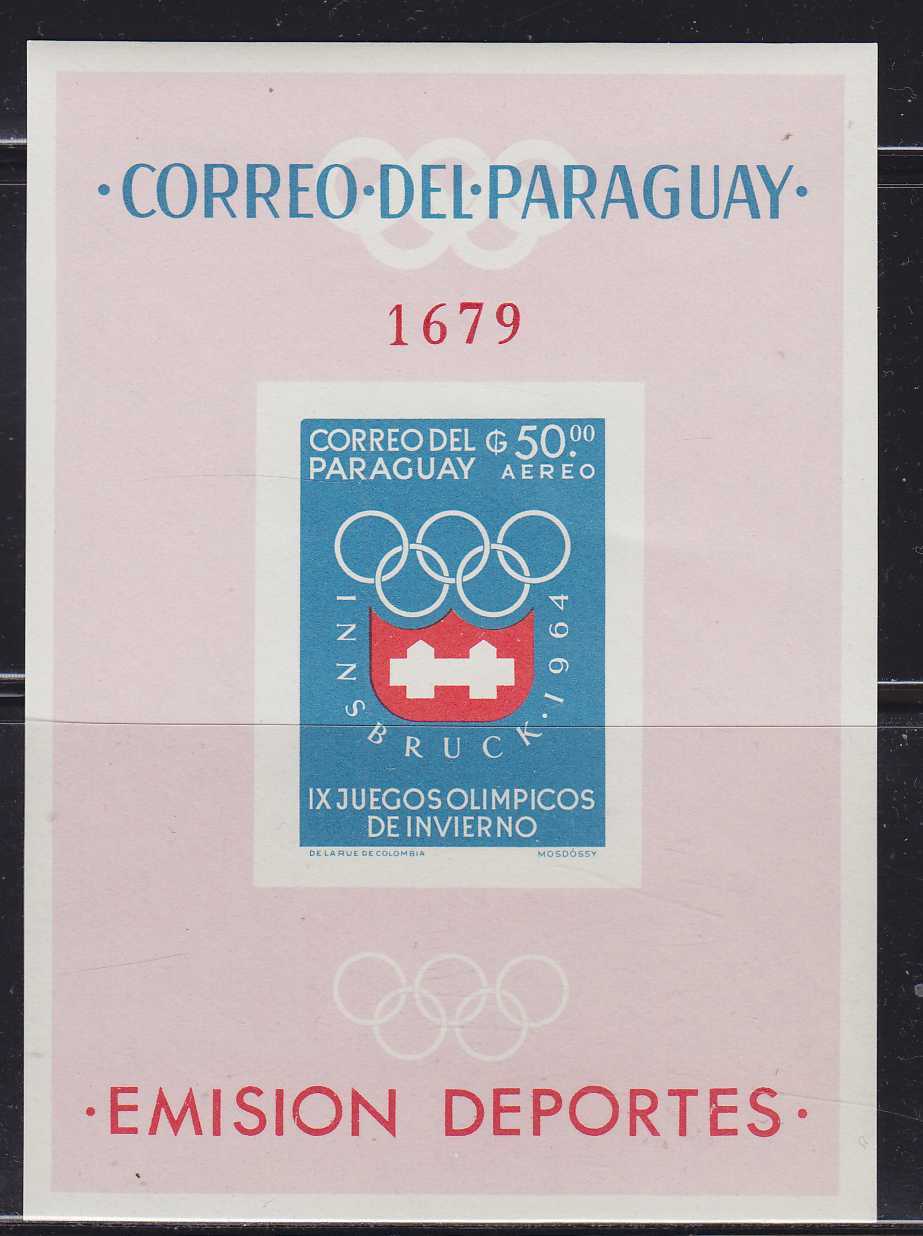 ·CORREO·DEL·PARAGUAY·
1679
CORREO DEL ₲ 50.00
PARAGUAY AEREO
INNSBRUCK·1964
IX JUEGOS OLIMPICOS
DE INVIERNO
DE LA RUE DE COLOMBIA MOSDÓSSY
·EMISION DEPORTES·